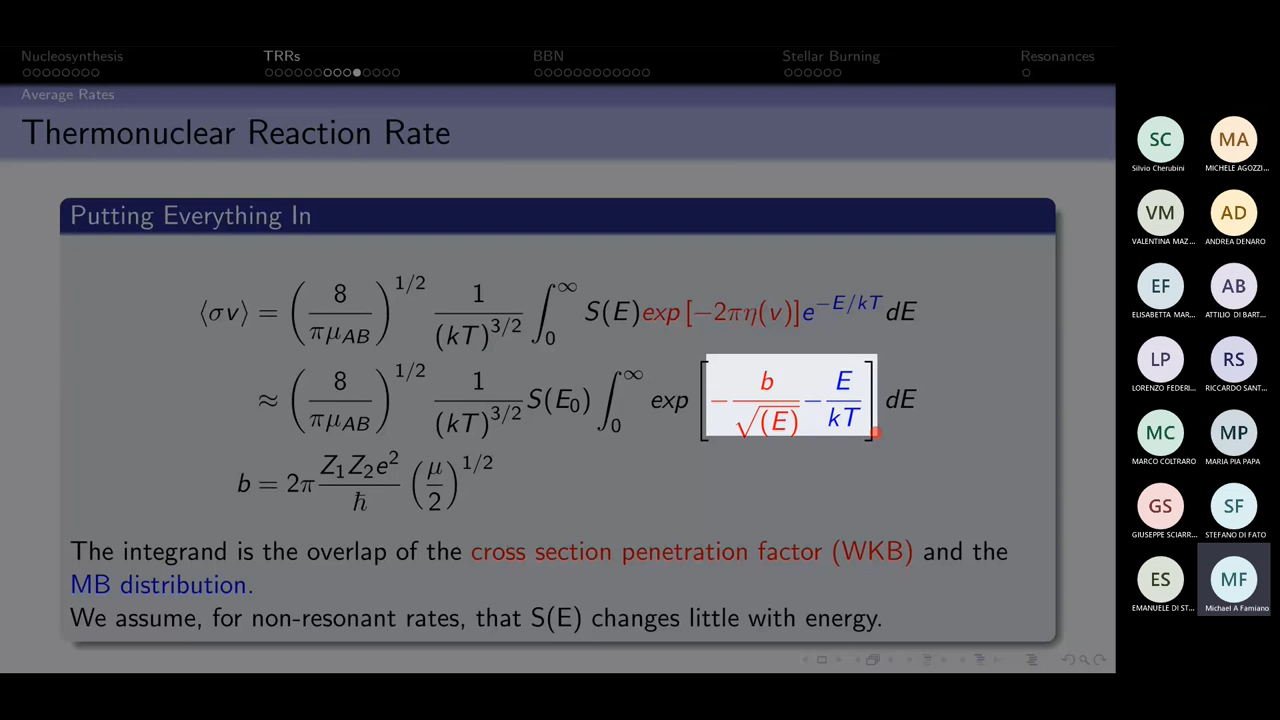 Nucleosynthesis TRRs BBN Stellar Burning Resonances
Average Rates
Thermonuclear Reaction Rate
Putting Everything In
⟨σv⟩ = (8/πμ_AB)^{1/2} 1/(kT)^{3/2} ∫_0^∞ S(E)exp [−2πη(v)]e^{−E/kT}dE
≈ (8/πμ_AB)^{1/2} 1/(kT)^{3/2} S(E_0) ∫_0^∞ exp [−b/√(E) − E/kT] dE
b = 2π Z_1Z_2e^2/ħ (μ/2)^{1/2}
The integrand is the overlap of the cross section penetration factor (WKB) and the
MB distribution.
We assume, for non-resonant rates, that S(E) changes little with energy.
SC MA
Silvio Cherubini MICHELE AGOZZI...
VM AD
VALENTINA MAZ... ANDREA DENARO
EF AB
ELISABETTA MAR... ATTILIO DI BART...
LP RS
LORENZO FEDERI... RICCARDO SANT...
MC MP
MARCO COLTRARO MARIA PIA PAPA
GS SF
GIUSEPPE SCIARR... STEFANO DI FATO
ES MF
EMANUELE DI ST... Michael A Famiano